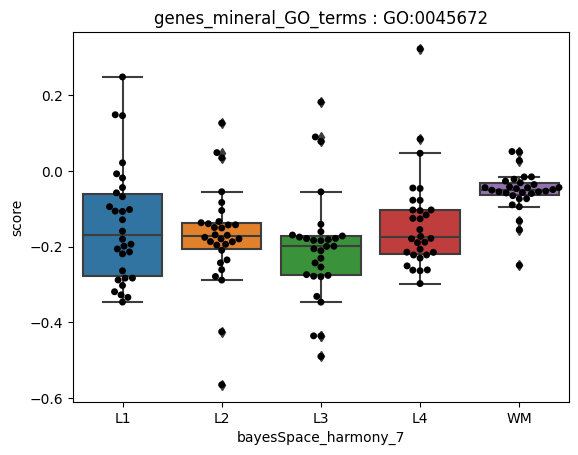 genes_mineral_GO_terms : GO:0045672
0.2
0.0
−0.2
−0.4
−0.6
score
L1 L2 L3 L4 WM
bayesSpace_harmony_7